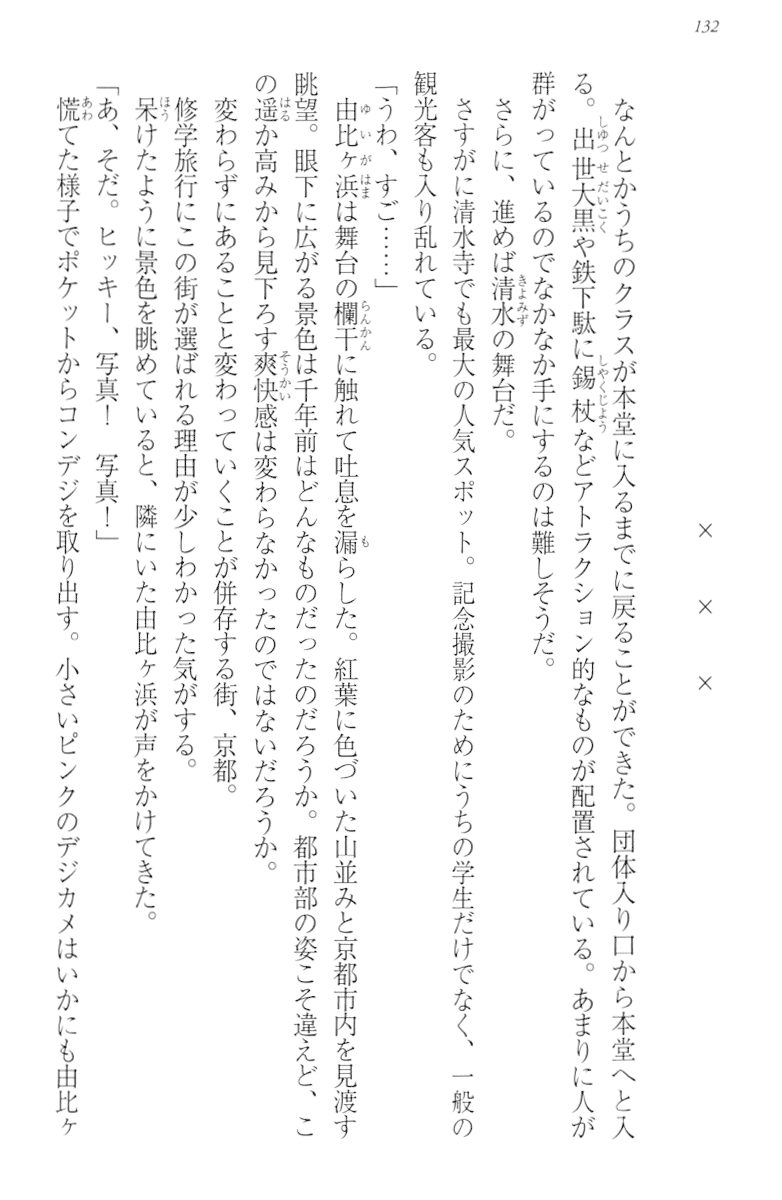 132
× × ×
なんとかうちのクラスが本堂に入るまでに戻ることができた。団体入り口から本堂へと入
る。出世大黒や鉄下駄に錫杖などアトラクション的なものが配置されている。あまりに人が
群がっているのでなかなか手にするのは難しそうだ。
さらに、進めば清水の舞台だ。
さすがに清水寺でも最大の人気スポット。記念撮影のためにうちの学生だけでなく、一般の
観光客も入り乱れている。
「うわ、すご……」
由比ヶ浜は舞台の欄干に触れて吐息を漏らした。紅葉に色づいた山並みと京都市内を見渡す
眺望。眼下に広がる景色は千年前はどんなものだったのだろうか。都市部の姿こそ違えど、こ
の遥か高みから見下ろす爽快感は変わらなかったのではないだろうか。
変わらずにあることと変わっていくことが併存する街、京都。
修学旅行にこの街が選ばれる理由が少しわかった気がする。
呆けたように景色を眺めていると、隣にいた由比ヶ浜が声をかけてきた。
「あ、そだ。ヒッキー、写真！　写真！」
慌てた様子でポケットからコンデジを取り出す。小さいピンクのデジカメはいかにも由比ヶ